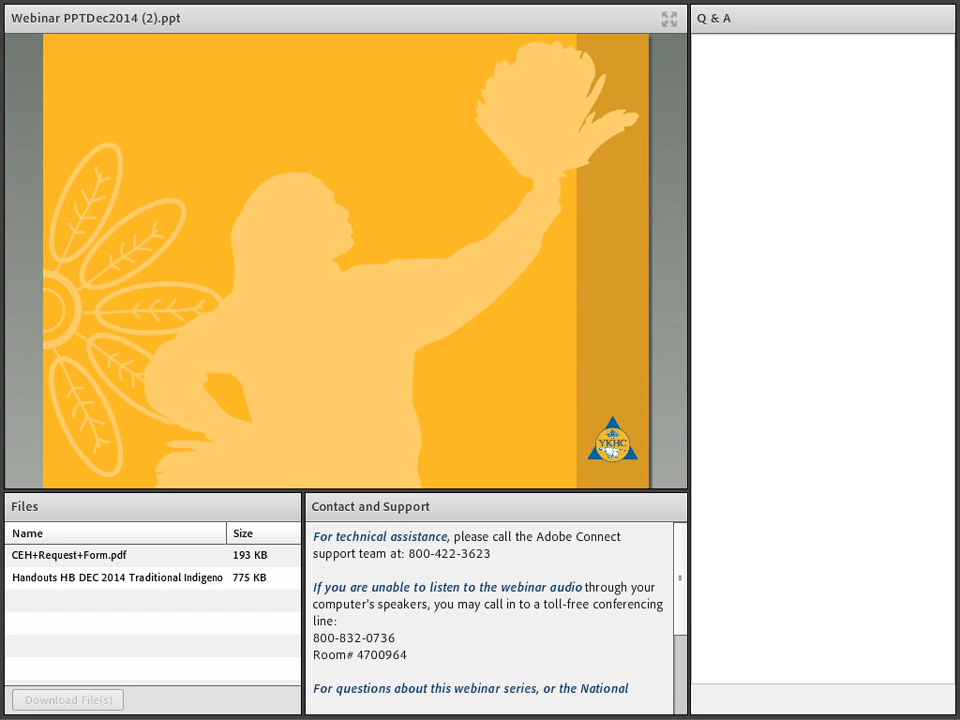 Webinar PPTDec2014 (2).ppt
Q & A
YKHC
Files
Name Size
CEH+Request+Form.pdf 193 KB
Handouts HB DEC 2014 Traditional Indigeno 775 KB
Download File(s)
Contact and Support
For technical assistance, please call the Adobe Connect
support team at: 800-422-3623
If you are unable to listen to the webinar audio through your
computer's speakers, you may call in to a toll-free conferencing
line:
800-832-0736
Room# 4700964
For questions about this webinar series, or the National